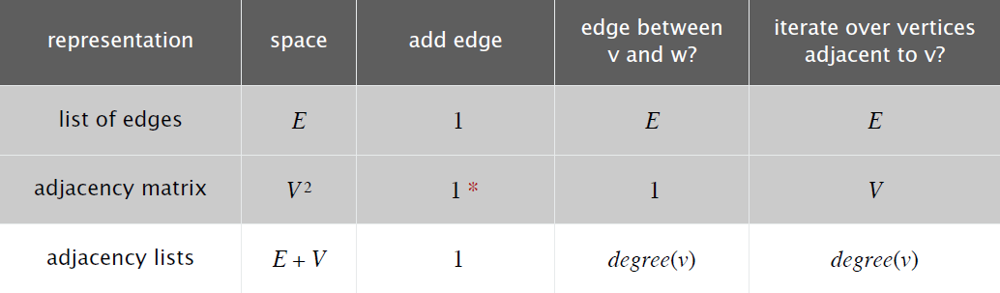 representation space add edge edge between v and w? iterate over vertices adjacent to v?
list of edges E 1 E E
adjacency matrix V² 1 * 1 V
adjacency lists E + V 1 degree(v) degree(v)